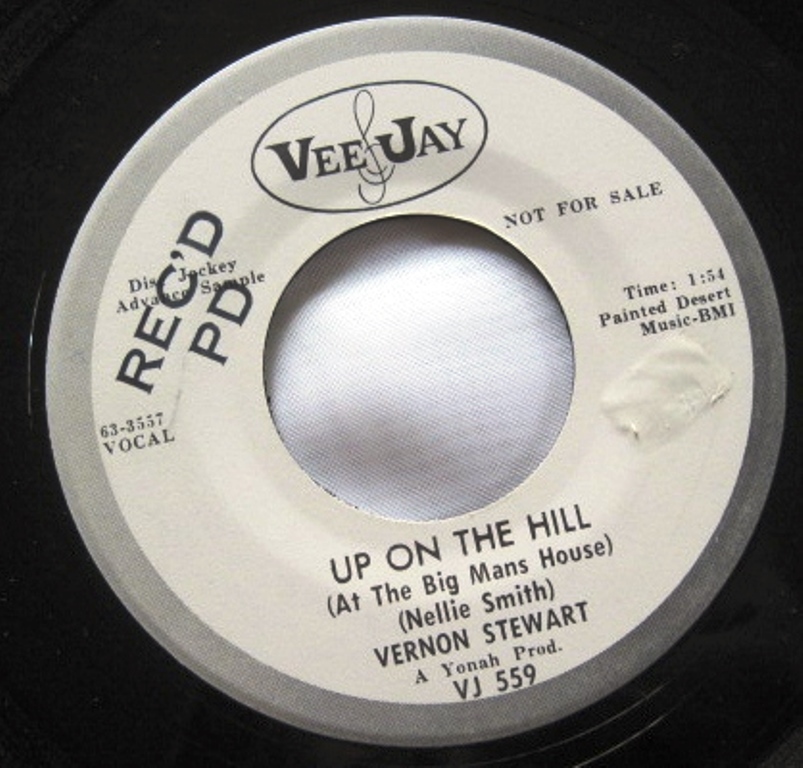 VEE JAY
NOT FOR SALE
Disc Jockey
Advance Sample
REC'D
PD
Time: 1:54
Painted Desert
Music-BMI
63-3557
VOCAL
UP ON THE HILL
(At The Big Mans House)
(Nellie Smith)
VERNON STEWART
A Yonah Prod.
VJ 559